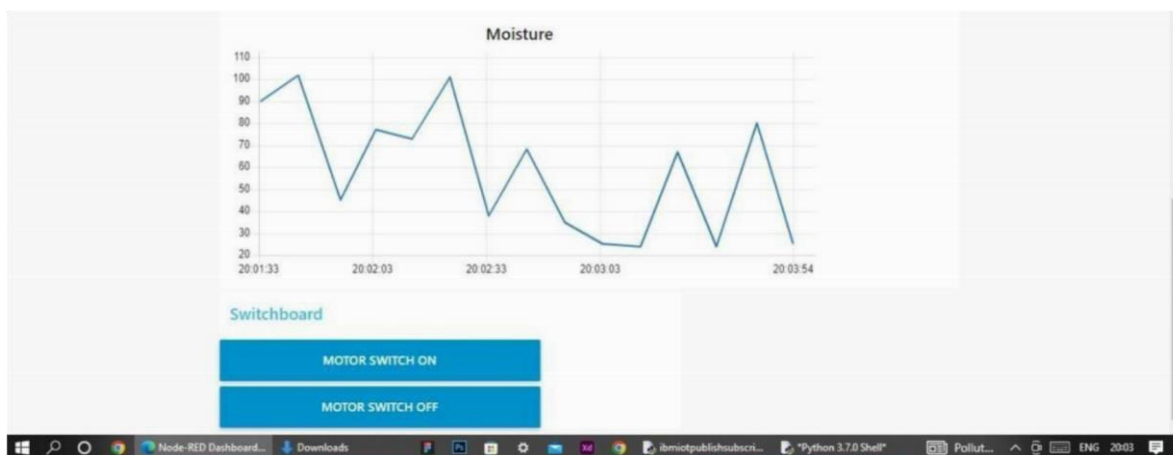 Moisture
110
100
90
80
70
60
50
40
30
20
20:01:33 20:02:03 20:02:33 20:03:03 20:03:54
Switchboard
MOTOR SWITCH ON
MOTOR SWITCH OFF
Node-RED Dashboard... Downloads Ps Xd ibmiotpublishsubscri... *Python 3.7.0 Shell* Pollut... ENG 20:03